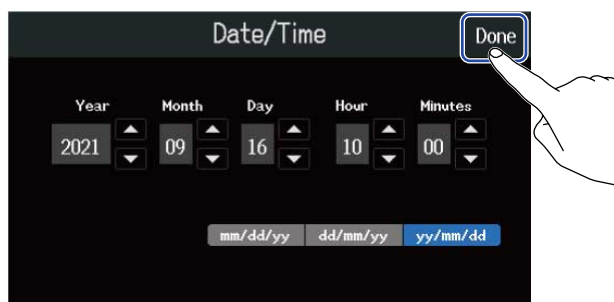 Date/Time Done
Year Month Day Hour Minutes
2021 09 16 10 00
mm/dd/yy dd/mm/yy yy/mm/dd